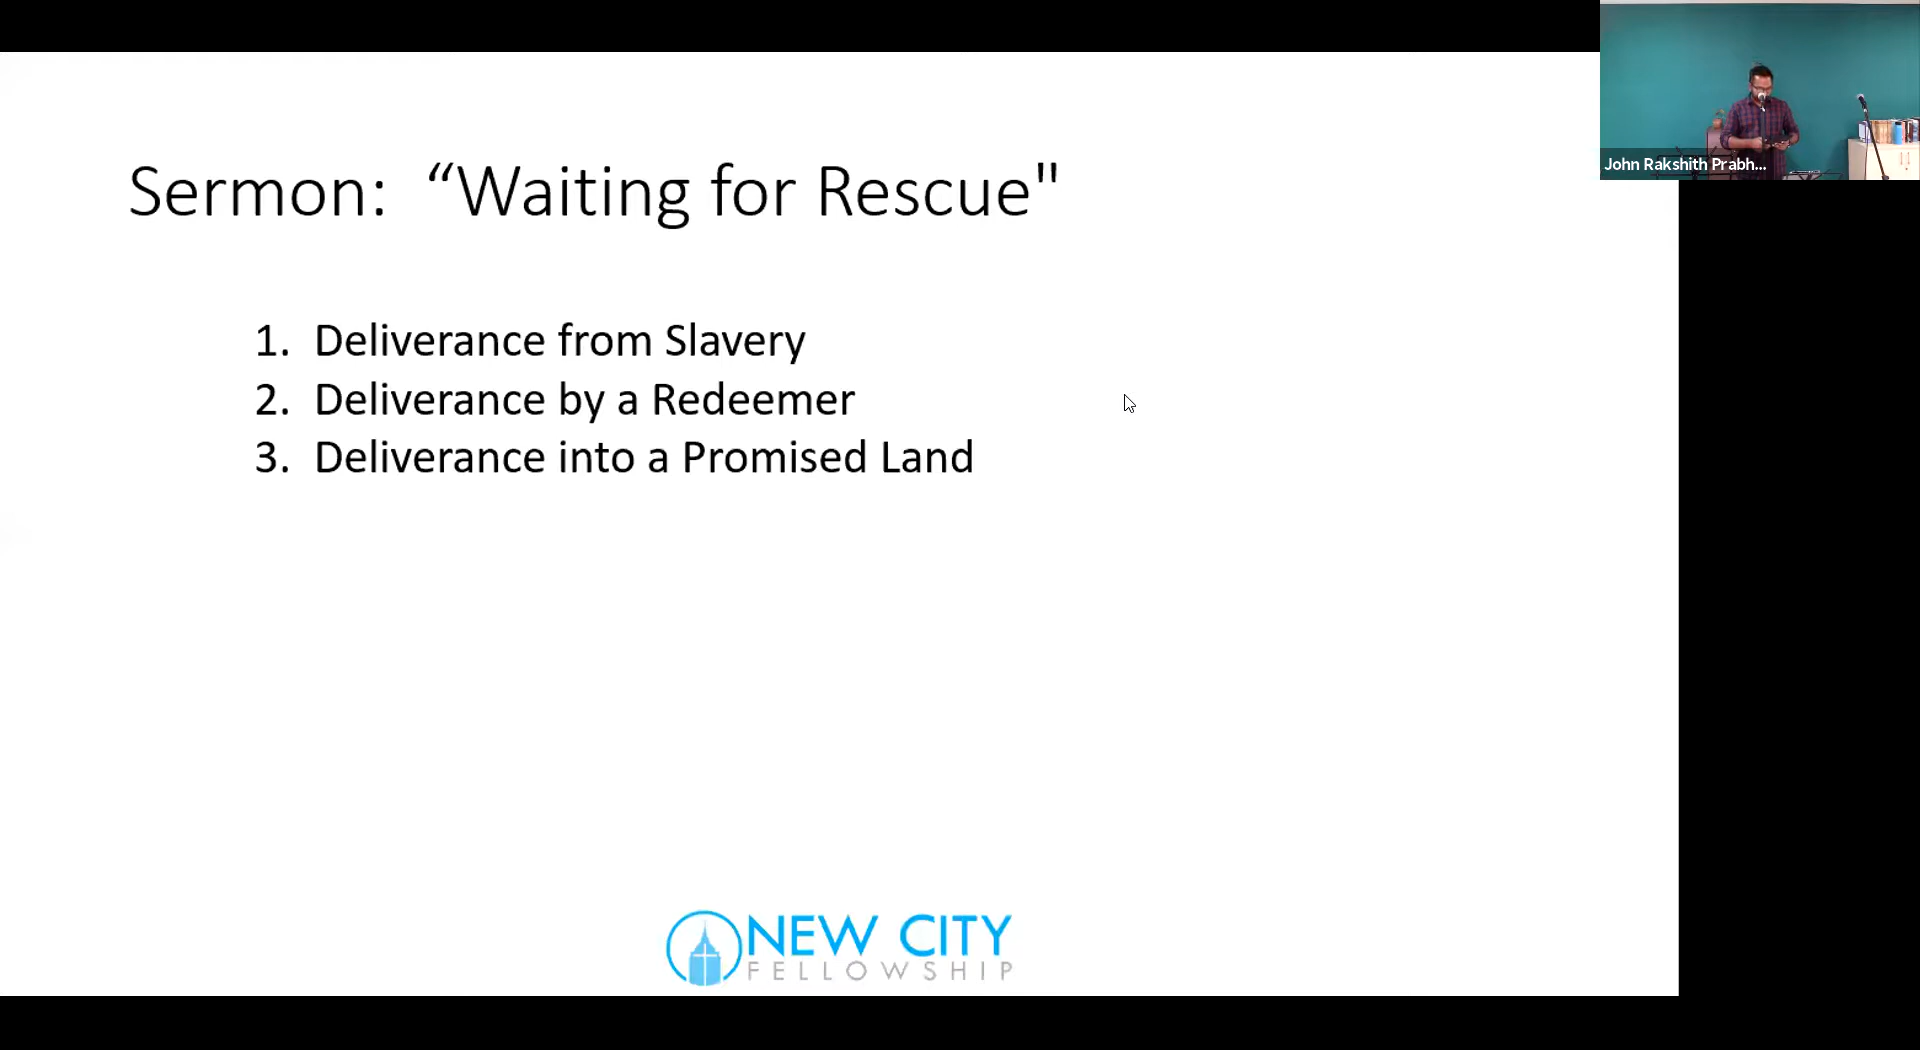 Sermon:  “Waiting for Rescue"
1. Deliverance from Slavery
2. Deliverance by a Redeemer
3. Deliverance into a Promised Land
John Rakshith Prabh...
NEW CITY
FELLOWSHIP